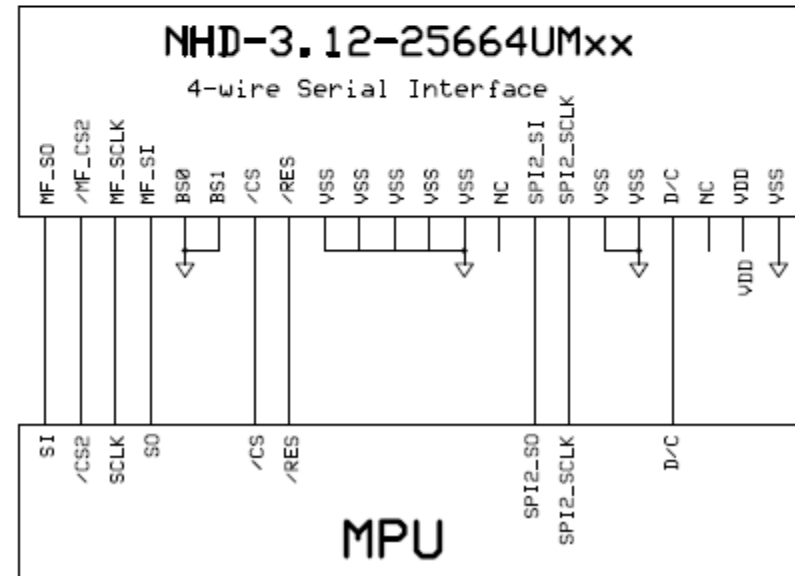 NHD-3.12-25664UMxx
4-wire Serial Interface
MF_SO /MF_CS2 MF_SCLK MF_SI BS0 BS1 /CS /RES VSS VSS VSS VSS VSS NC SPI2_SI SPI2_SCLK VSS VSS D/C NC VDD VSS
VDD
SI /CS2 SCLK SO /CS /RES SPI2_SO SPI2_SCLK D/C
MPU